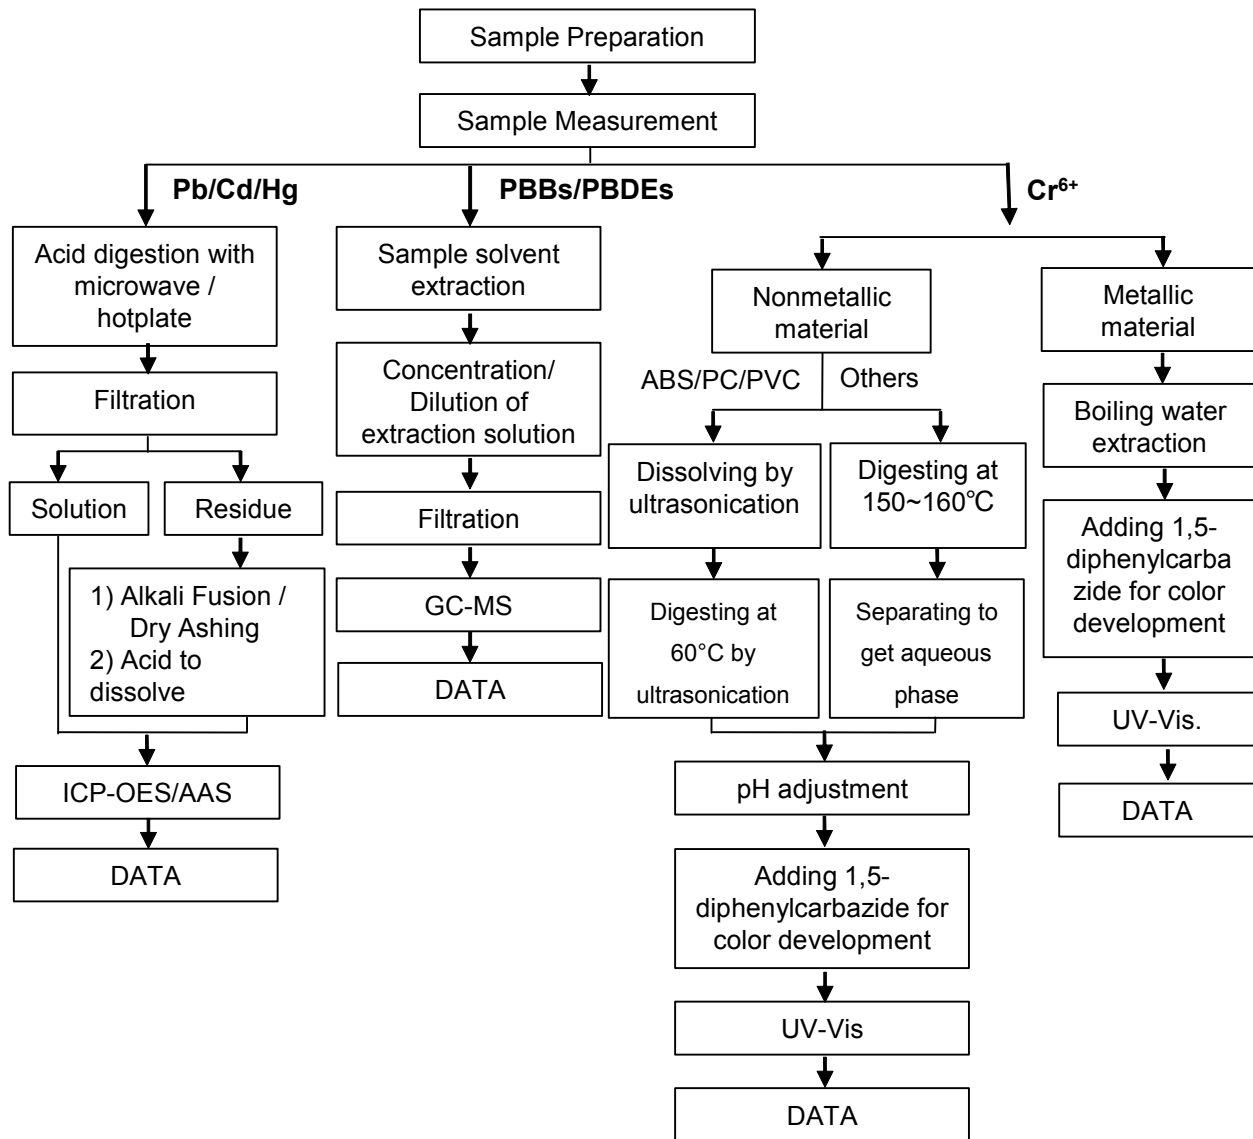 Sample Preparation
Sample Measurement
Pb/Cd/Hg
PBBs/PBDEs
Cr⁶⁺
Acid digestion with
microwave /
hotplate
Filtration
Solution
Residue
1) Alkali Fusion /
Dry Ashing
2) Acid to
dissolve
ICP-OES/AAS
DATA
Sample solvent
extraction
Concentration/
Dilution of
extraction solution
Filtration
GC-MS
DATA
Nonmetallic
material
ABS/PC/PVC
Others
Dissolving by
ultrasonication
Digesting at
60°C by
ultrasonication
Digesting at
150~160℃
Separating to
get aqueous
phase
pH adjustment
Adding 1,5-
diphenylcarbazide for
color development
UV-Vis
DATA
Metallic
material
Boiling water
extraction
Adding 1,5-
diphenylcarba
zide for color
development
UV-Vis.
DATA